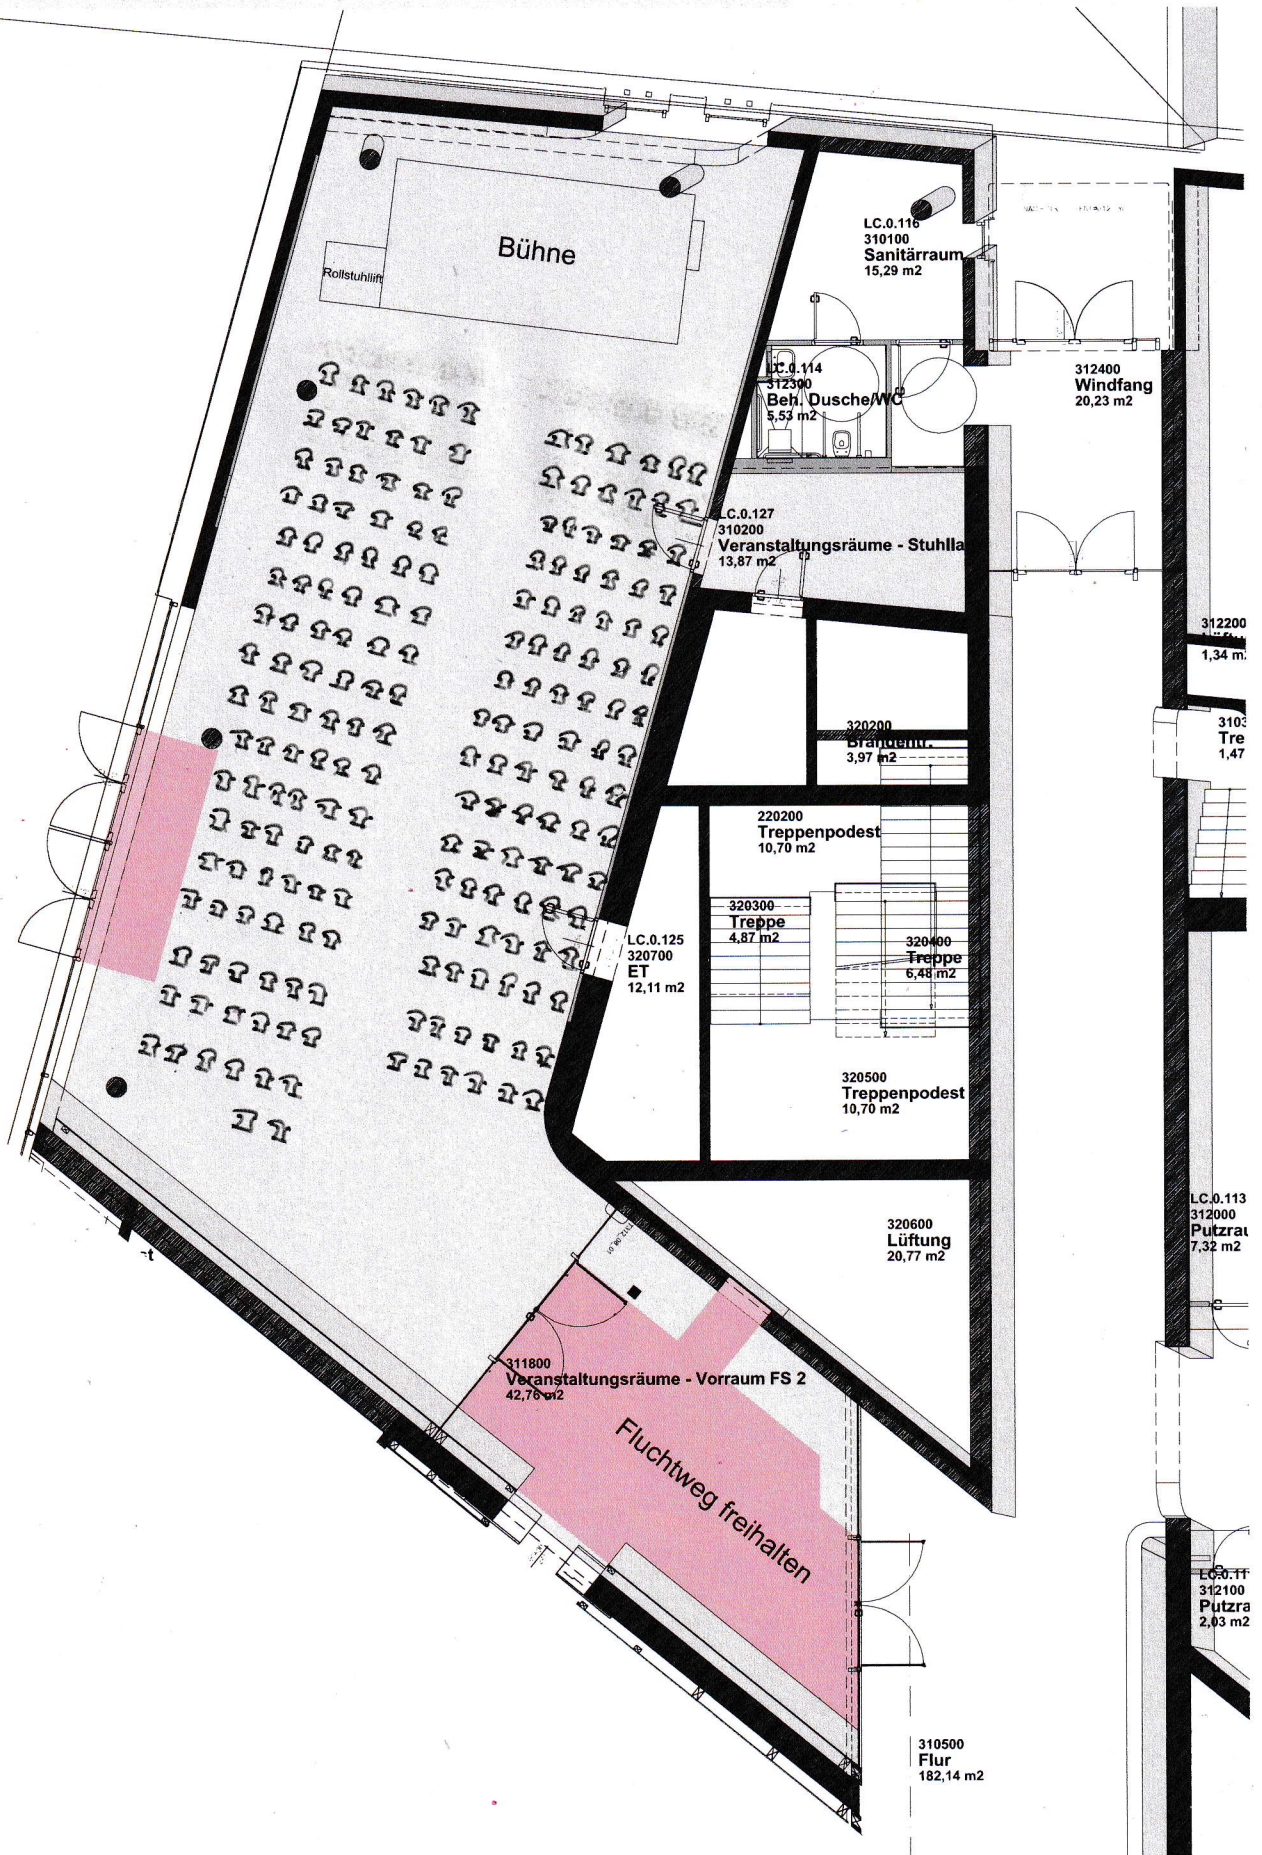 Bühne
Rollstuhllift
LC.0.116
310100
Sanitärraum
15,29 m2
LC.0.114
312300
Beh. Dusche/WC
5,53 m2
312400
Windfang
20,23 m2
LC.0.127
310200
Veranstaltungsräume - Stuhlla
13,87 m2
312200
1,34 m
3103
Tre
1,47
320200
Brandentr.
3,97 m2
220200
Treppenpodest
10,70 m2
320300
Treppe
4,87 m2
320400
Treppe
6,48 m2
LC.0.125
320700
ET
12,11 m2
320500
Treppenpodest
10,70 m2
LC.0.113
312000
Putzrau
7,32 m2
320600
Lüftung
20,77 m2
-t
311800
Veranstaltungsräume - Vorraum FS 2
42,76 m2
Fluchtweg freihalten
LC.0.11
312100
Putzra
2,03 m2
310500
Flur
182,14 m2